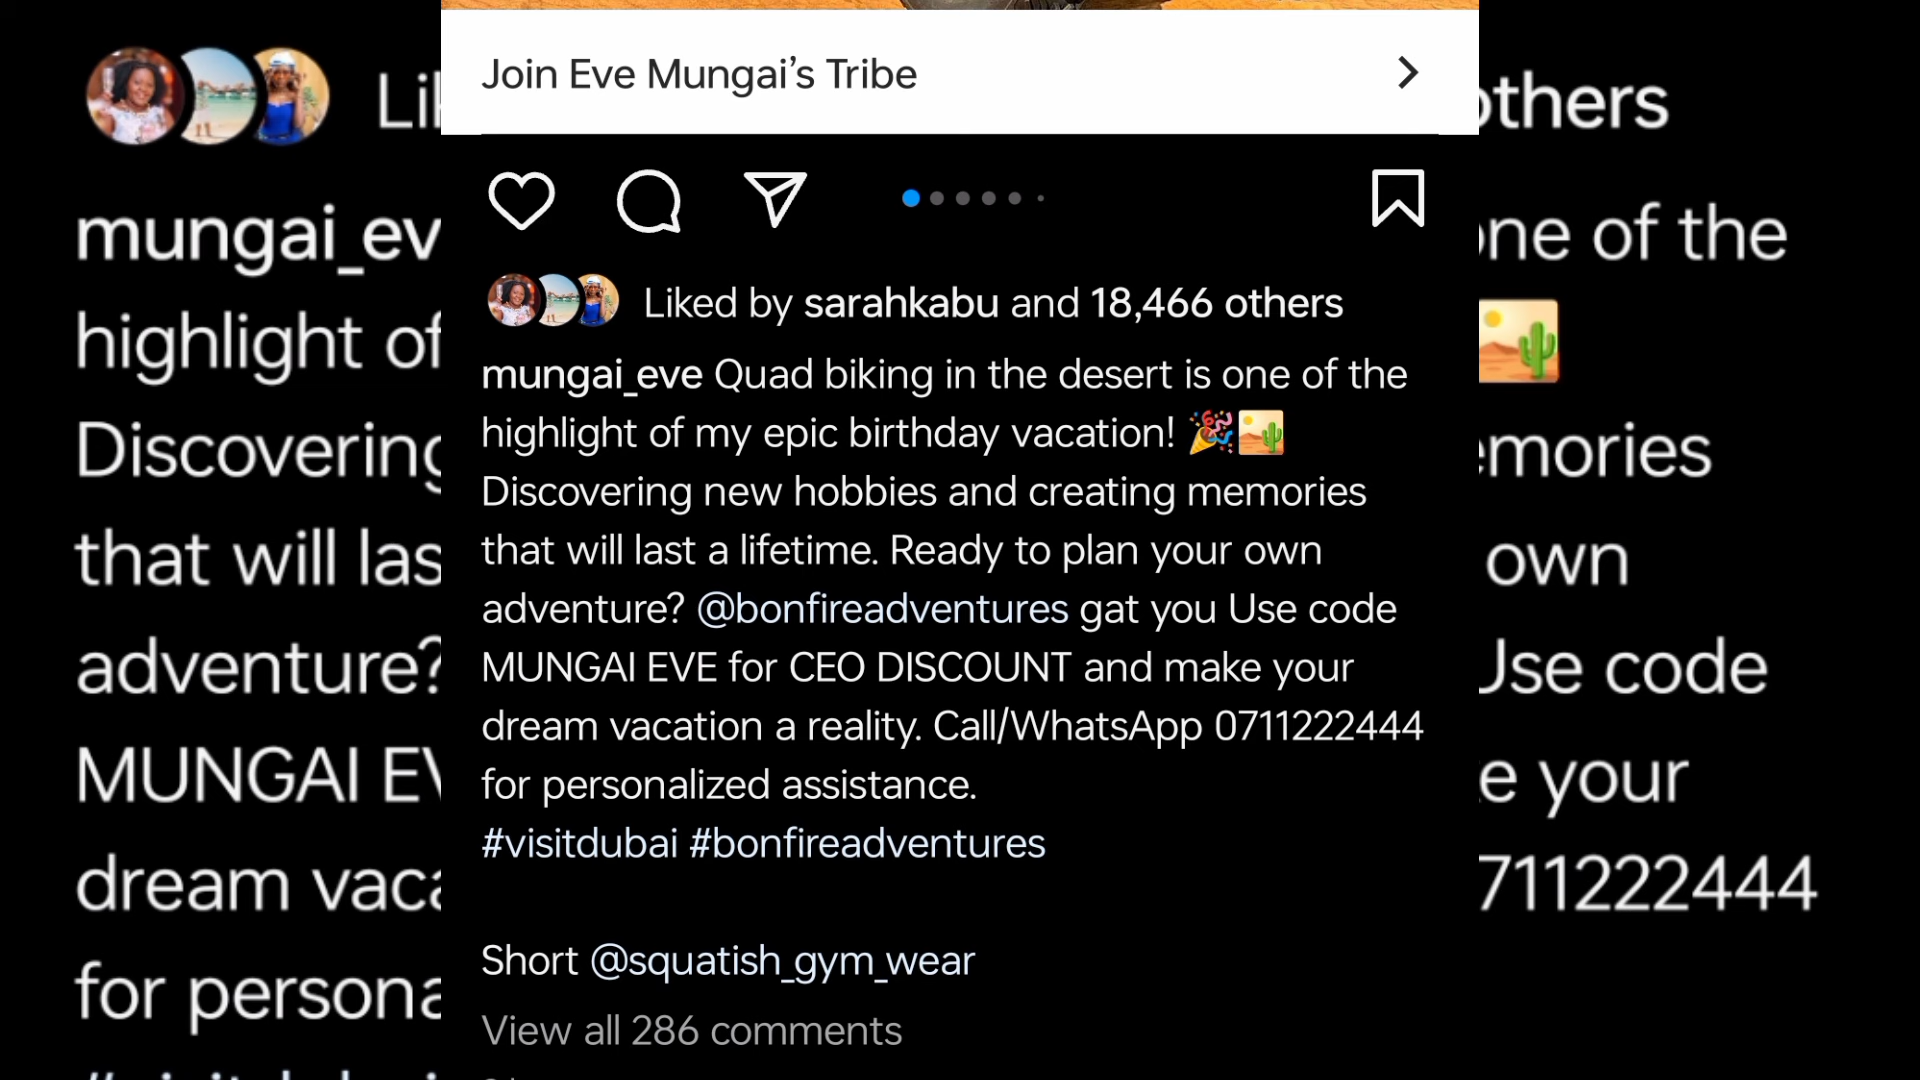 Join Eve Mungai's Tribe
Liked by sarahkabu and 18,466 others
mungai_eve Quad biking in the desert is one of the
highlight of my epic birthday vacation! 🎉🏜️
Discovering new hobbies and creating memories
that will last a lifetime. Ready to plan your own
adventure? @bonfireadventures gat you Use code
MUNGAI EVE for CEO DISCOUNT and make your
dream vacation a reality. Call/WhatsApp 0711222444
for personalized assistance.
#visitdubai #bonfireadventures
Short @squatish_gym_wear
View all 286 comments